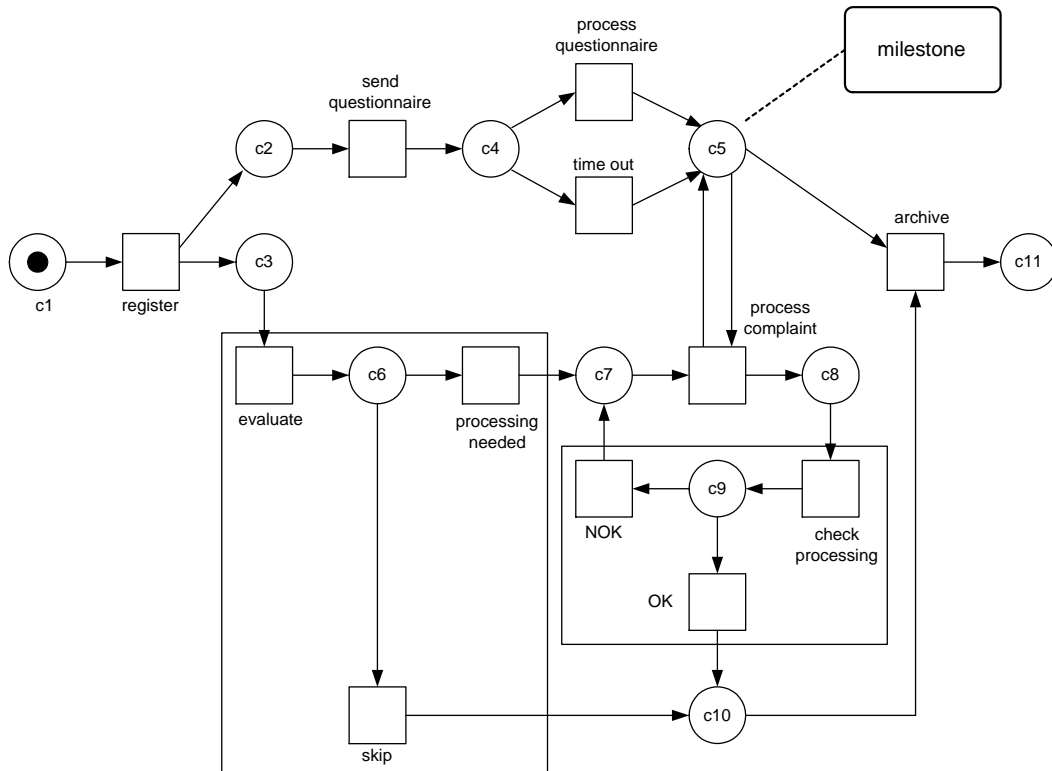 process
questionnaire
milestone
send
questionnaire
c2
c4
c5
time out
archive
c3
c11
c1
register
process
complaint
c6
c7
c8
evaluate
processing
needed
c9
NOK
check
processing
OK
c10
skip